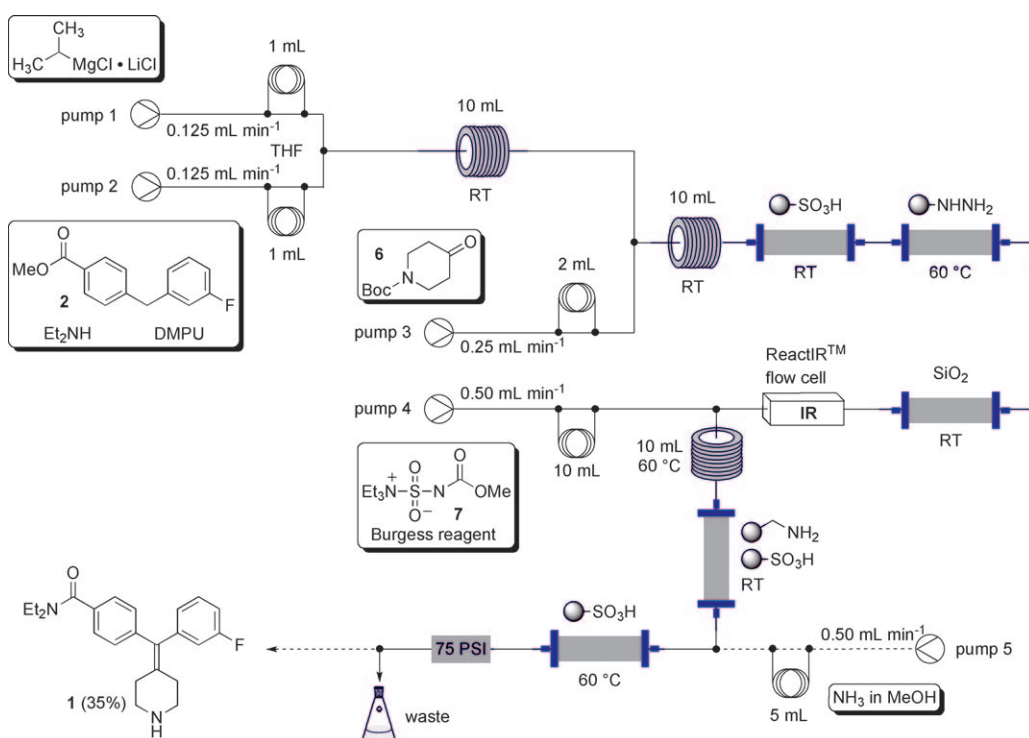 CH3
H3C MgCl • LiCl
1 mL
pump 1
0.125 mL min-1
THF
10 mL
RT
pump 2
0.125 mL min-1
1 mL
O
MeO
2
F
Et2NH DMPU
6
O
N
Boc
2 mL
pump 3
0.25 mL min-1
10 mL
RT
SO3H
RT
NHNH2
60 °C
ReactIR™
flow cell
IR
SiO2
RT
pump 4
0.50 mL min-1
10 mL
10 mL
60 °C
O O
Et3N + S N OMe
O−
7
Burgess reagent
NH2
SO3H
RT
O
Et2N
F
N
H
1 (35%)
75 PSI
waste
SO3H
60 °C
0.50 mL min-1
pump 5
5 mL
NH3 in MeOH